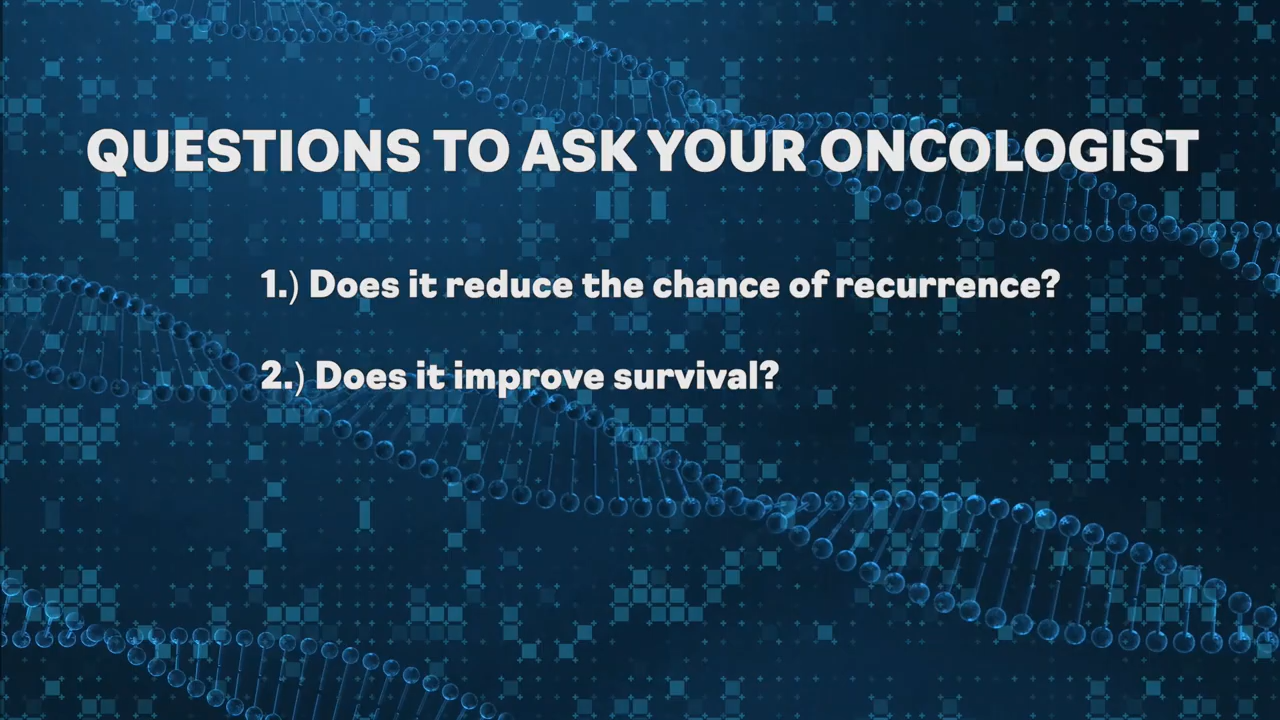 QUESTIONS TO ASK YOUR ONCOLOGIST
1.) Does it reduce the chance of recurrence?
2.) Does it improve survival?